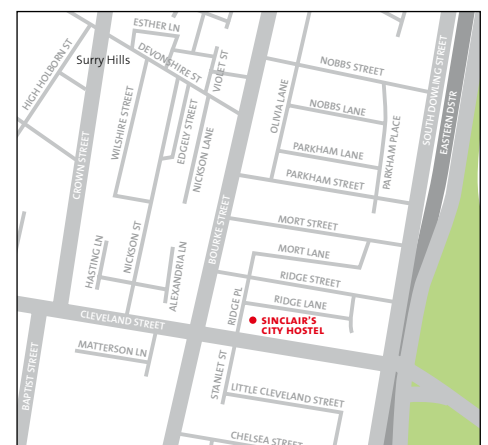 ESTHER LN
HIGH HOLBORN ST
Surry Hills
DEVONSHIRE ST
VIOLET ST
NOBBS STREET
SOUTH DOWLING STREET
EASTERN DSTR
WILSHIRE STREET
EDGELY STREET
NICKSON LANE
OLIVIA LANE
NOBBS LANE
PARKHAM LANE
PARKHAM PLACE
PARKHAM STREET
CROWN STREET
BOURKE STREET
MORT STREET
MORT LANE
HASTING LN
NICKSON ST
ALEXANDRIA LN
RIDGE STREET
RIDGE LANE
RIDGE PL
CLEVELAND STREET
SINCLAIR'S
CITY HOSTEL
MATTERSON LN
BAPTIST STREET
STANLET ST
LITTLE CLEVELAND STREET
CHELSEA STREET